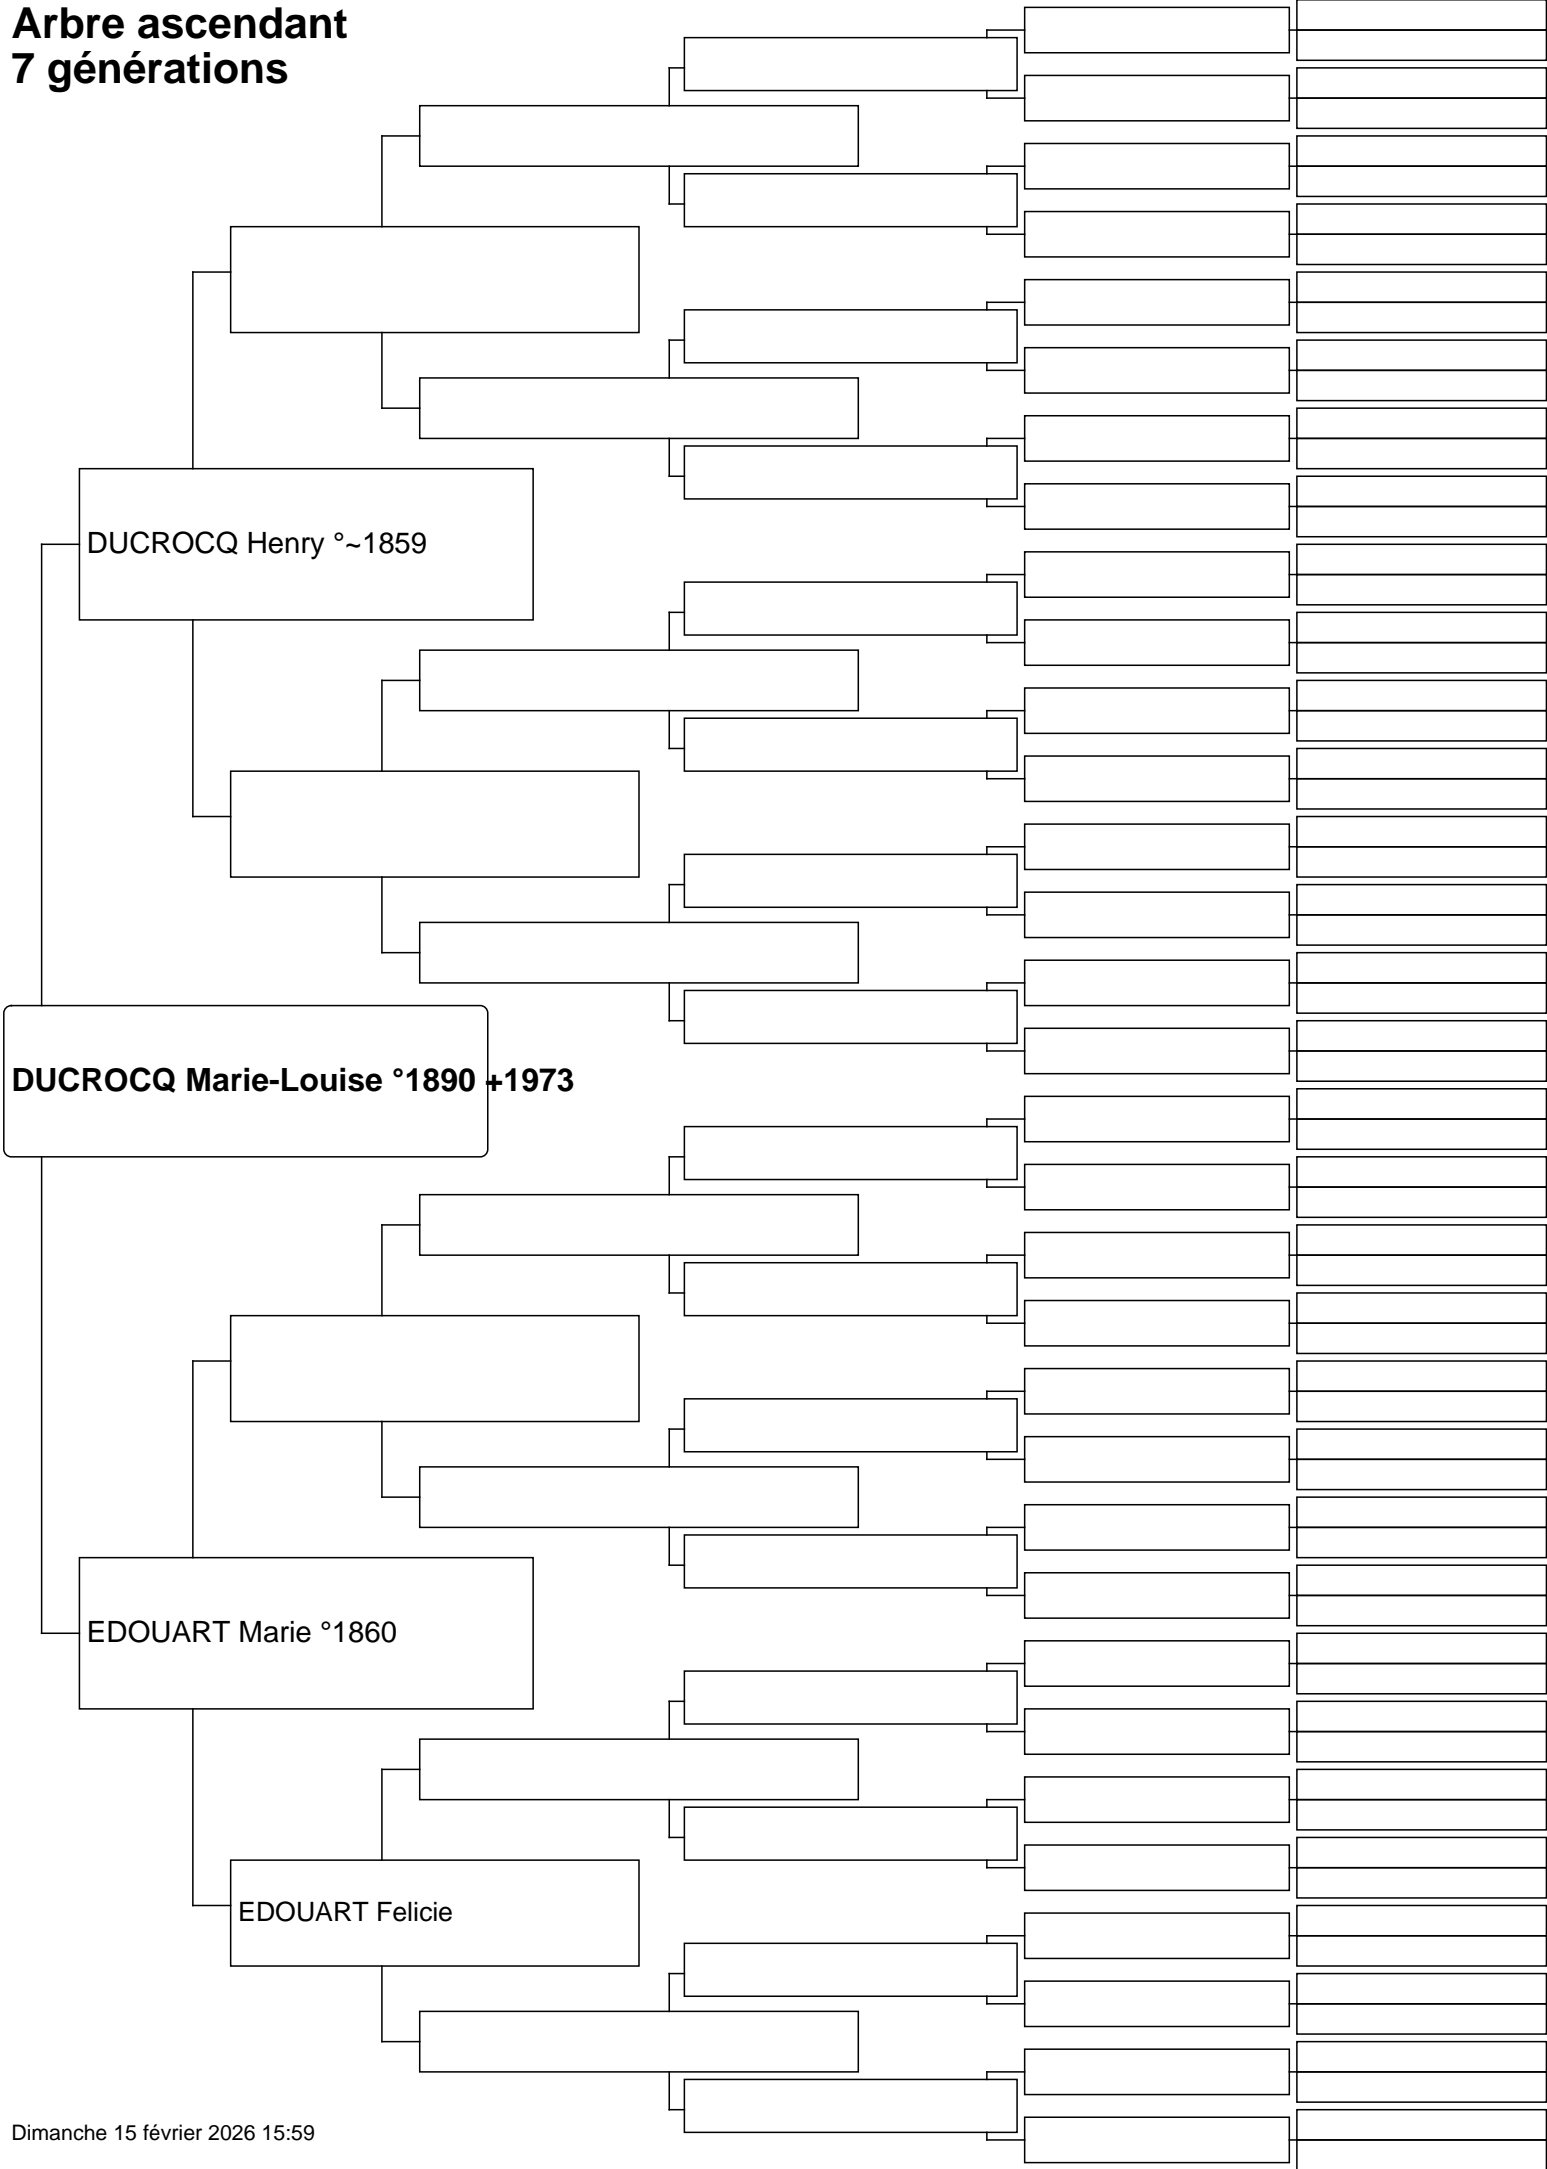 Arbre ascendant
7 générations
DUCROCQ Henry °~1859
DUCROCQ Marie-Louise °1890 +1973
EDOUART Marie °1860
EDOUART Felicie
Dimanche 15 février 2026 15:59